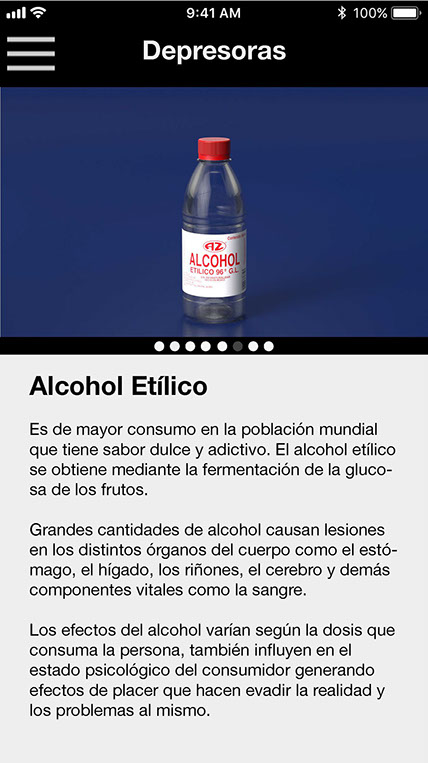 9:41 AM
100%
Depresoras
AZ
ALCOHOL
ETILICO 96° G.L.
Alcohol Etílico
Es de mayor consumo en la población mundial
que tiene sabor dulce y adictivo. El alcohol etílico
se obtiene mediante la fermentación de la gluco-
sa de los frutos.
Grandes cantidades de alcohol causan lesiones
en los distintos órganos del cuerpo como el estó-
mago, el hígado, los riñones, el cerebro y demás
componentes vitales como la sangre.
Los efectos del alcohol varían según la dosis que
consuma la persona, también influyen en el
estado psicológico del consumidor generando
efectos de placer que hacen evadir la realidad y
los problemas al mismo.